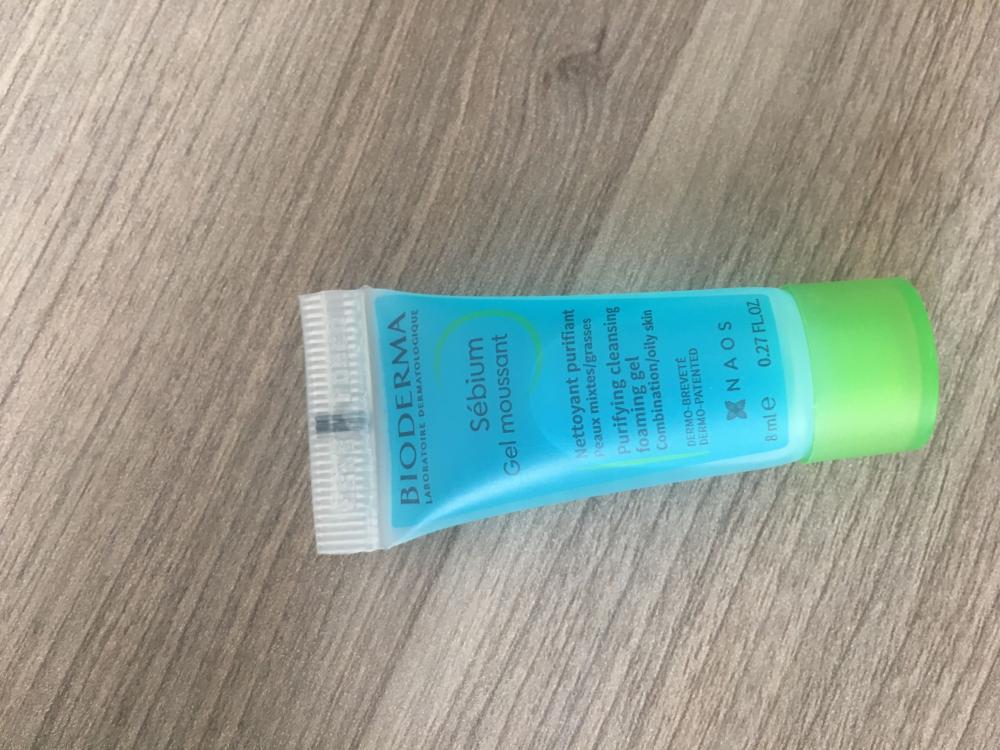 BIODERMA
LABORATOIRE DERMATOLOGIQUE
Sébium
Gel moussant
Nettoyant purifiant
Peaux mixtes/grasses
Purifying cleansing
foaming gel
Combination/oily skin
DERMO-BREVETÉ
DERMO-PATENTED
NAOS
8 ml e 0.27 FL.OZ.